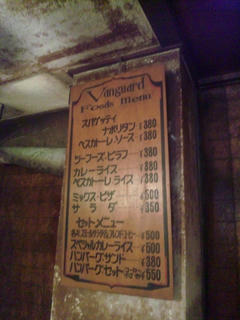 Vanguard
Foods Menu
スパゲッティ
ナポリタン ¥380
ペスカトーレ・ソース ¥380
シーフーズ・ピラフ ¥380
カレーライス ¥380
ペスカトーレ・ライス ¥380
ミックス・ピザ ¥500
サラダ ¥350
セットメニュー
¥500
スペシャルカレーライス ¥500
ハンバーグ・サンド ¥380
ハンバーグ・セット ¥550